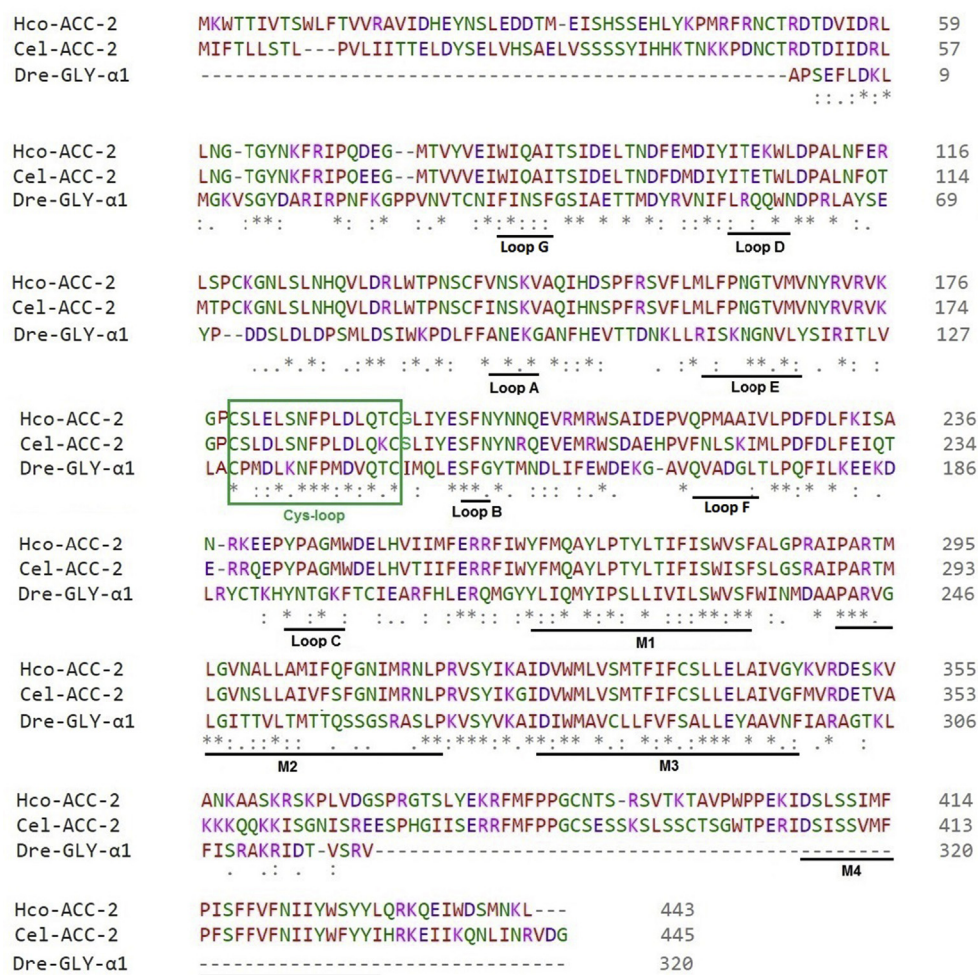 Hco-ACC-2 MKWTTIVTSWLFTVVRAVIDHEYNSLEDDTM-EISHSSEHLYKPMRFRNCTRDTDVIDRL 59
Cel-ACC-2 MIFTLLSTL---PVLIITTELDYSELVHSAELVSSSSYIHHKTNKKPDNCTRDTDIIDRL 57
Dre-GLY-α1 ----------------------------------------------------APSEFLDKL 9
::.:*:*
Hco-ACC-2 LNG-TGYNKFRIPQDEG--MTVYVEIWIQAITSIDELTNDFEMDIYITEKWLDPALNFER 116
Cel-ACC-2 LNG-TGYNKFRIPQEEG--MTVVVEIWIQAITSIDELTNDFDMDIYITETWLDPALNFQT 114
Dre-GLY-α1 MGKVSGYDARIRPNFKGPPVNVTCNIFINSFGSIAETTMDYRVNIFLRQQWNDPRLAYSE 69
:. :**: *: * :.* :*:*::: ** * * *: ::*:: : * ** * :.
Loop G Loop D
Hco-ACC-2 LSPCKGNLSLNHQVLDRLWTPNSCFVNSKVAQIHDSPFRSVFLMLFPNGTVMVNYRVRVK 176
Cel-ACC-2 MTPCKGNLSLNHQVLDRLWTPNSCFVNSKVAQIHNSPFRSVFLMLFPNGTVMVNYRVRVK 174
Dre-GLY-α1 YP--DDSLDLDPSMLDSIWKPDLFFANEKGANFHEVTTDNKLLRISKNGNVLYSIRITLV 127
...*.*: :** :*.*: *.*.* *::*: :* : **.*: . *: :
Loop A Loop E
Hco-ACC-2 GPCSLELSNFPLDLQTCGLIYESFNYNNQEVRMRWSAIDEPVQPMAAIVLPDFDLFKISA 236
Cel-ACC-2 GPCSLDLSNFPLDLQKCSLIYESFNYNRQEVEMRWSDAEHPVFNLSKIMLPDFDLFEIQT 234
Dre-GLY-α1 LACPMDLKNFPMDVQTCIMQLESFGYTMNDLIFEWDEKG-AVQVADGLTLPQFILKEEKD 186
* ::*.***:*:*.* : ***.*. ::: :.* * : **:* * : .
Cys-loop Loop B Loop F
Hco-ACC-2 N-RKEEPYPAGMWDELHVIIMFERRFIWYFMQAYLPTYLTIFISWVSFALGPRAIPARTM 295
Cel-ACC-2 E-RRQEPYPAGMWDELHVTIIFERRFIWYFMQAYLPTYLTIFISWISFSLGSRAIPARTM 293
Dre-GLY-α1 LRYCTKHYNTGKFTCIEARFHLERQMGYYLIQMYIPSLLIVILSWVSFWINMDAAPARVG 246
: * :* : :.. : :**:: :*::* *:*: * :::**:** :. * ***.
Loop C M1
Hco-ACC-2 LGVNALLAMIFQFGNIMRNLPRVSYIKAIDVWMLVSMTFIFCSLLELAIVGYKVRDESKV 355
Cel-ACC-2 LGVNSLLAIVFSFGNIMRNLPRVSYIKGIDVWMLVSMTFIFCSLLELAIVGFMVRDETVA 353
Dre-GLY-α1 LGITTVLTMTTQSSGSRASLPKVSYVKAIDIWMAVCLLFVFSALLEYAAVNFIARAGTKL 306
**:.::*:: . .. .**:***:*.**:** *.: *:*.:*** * *.: .* :
M2 M3
Hco-ACC-2 ANKAASKRSKPLVDGSPRGTSLYEKRFMFPPGCNTS-RSVTKTAVPWPPEKIDSLSSIMF 414
Cel-ACC-2 KKKQQKKISGNISREESPHGIISERRFMFPPGCSESSKSLSSCTSGWTPERIDSISSVMF 413
Dre-GLY-α1 FISRAKRIDT-VSRV--------------------------------------------- 320
. .: . :
M4
Hco-ACC-2 PISFFVFNIIYWSYYLQRKQEIWDSMNKL--- 443
Cel-ACC-2 PFSFFVFNIIYWFYYIHRKEIIKQNLINRVDG 445
Dre-GLY-α1 -------------------------------- 320